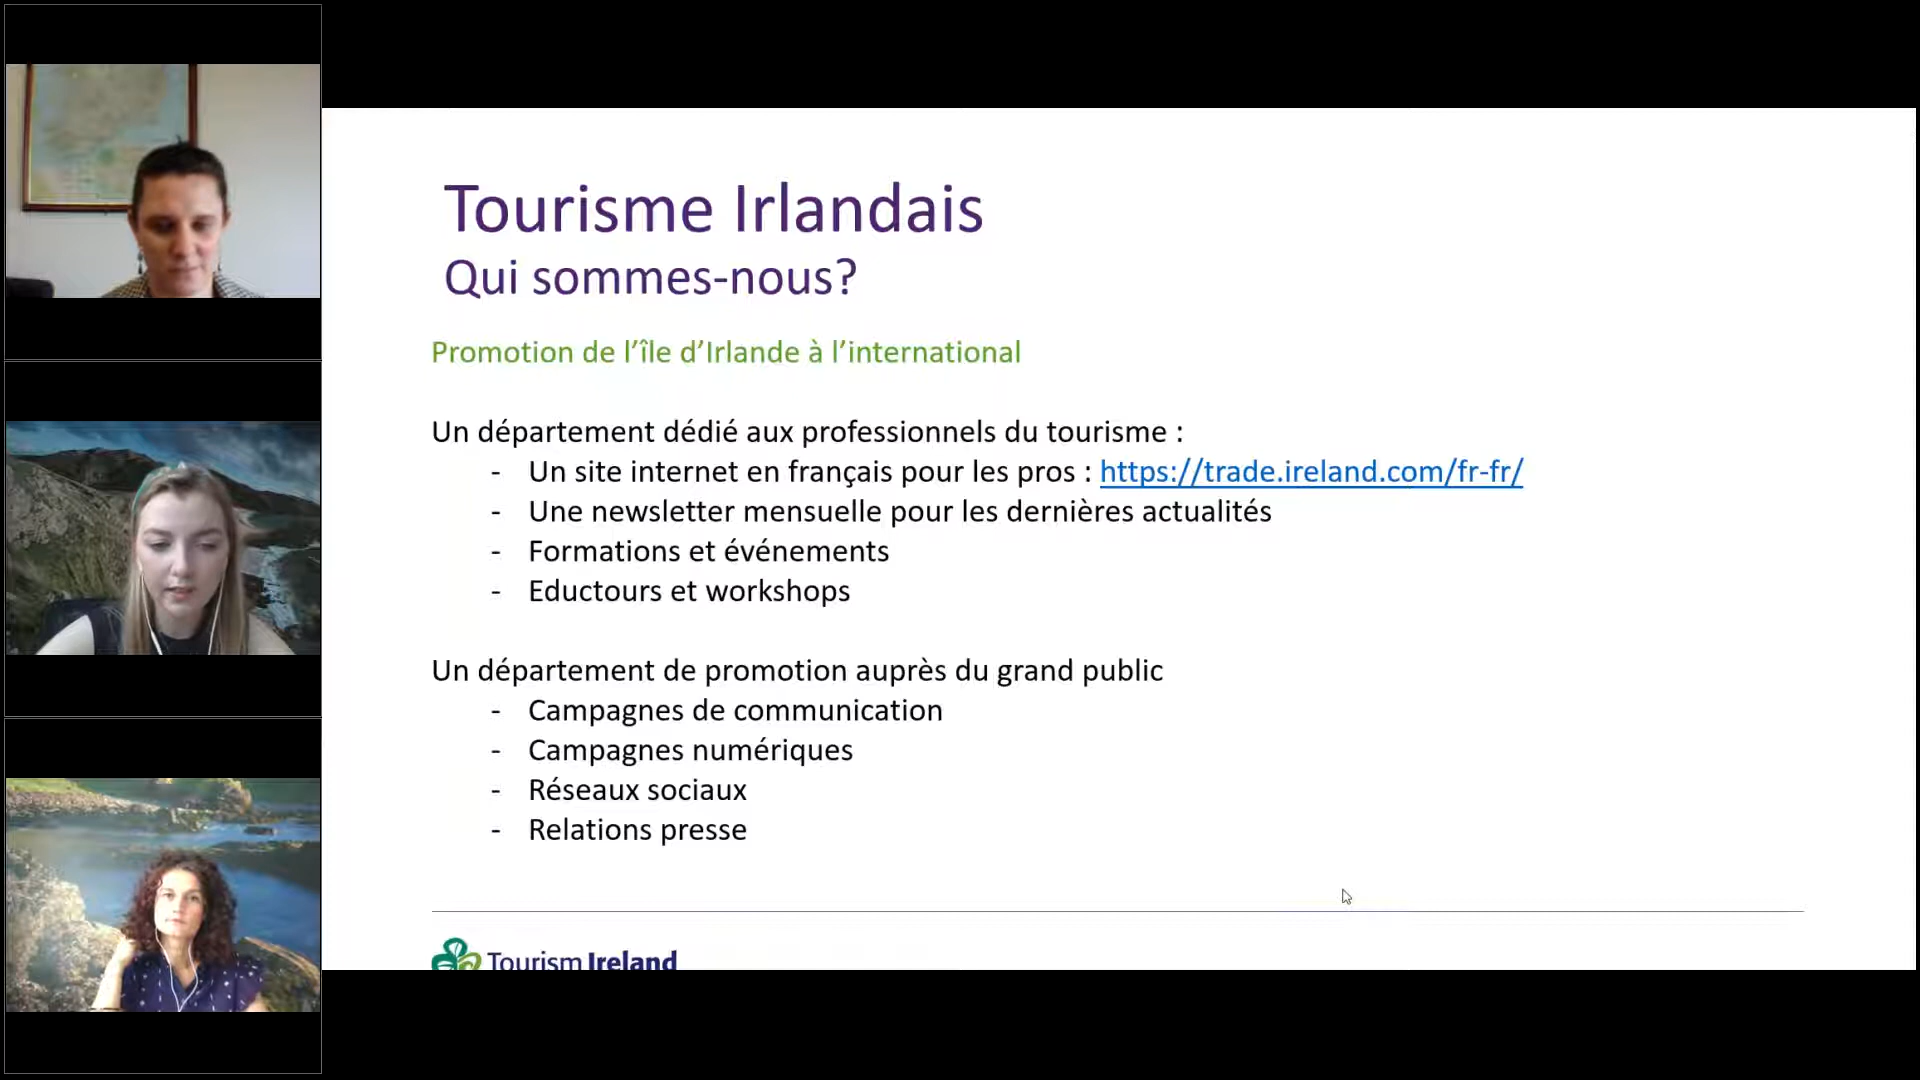 Tourisme Irlandais
Qui sommes-nous?
Promotion de l’île d’Irlande à l’international
Un département dédié aux professionnels du tourisme :
- Un site internet en français pour les pros : https://trade.ireland.com/fr-fr/
- Une newsletter mensuelle pour les dernières actualités
- Formations et événements
- Eductours et workshops
Un département de promotion auprès du grand public
- Campagnes de communication
- Campagnes numériques
- Réseaux sociaux
- Relations presse
Tourism Ireland